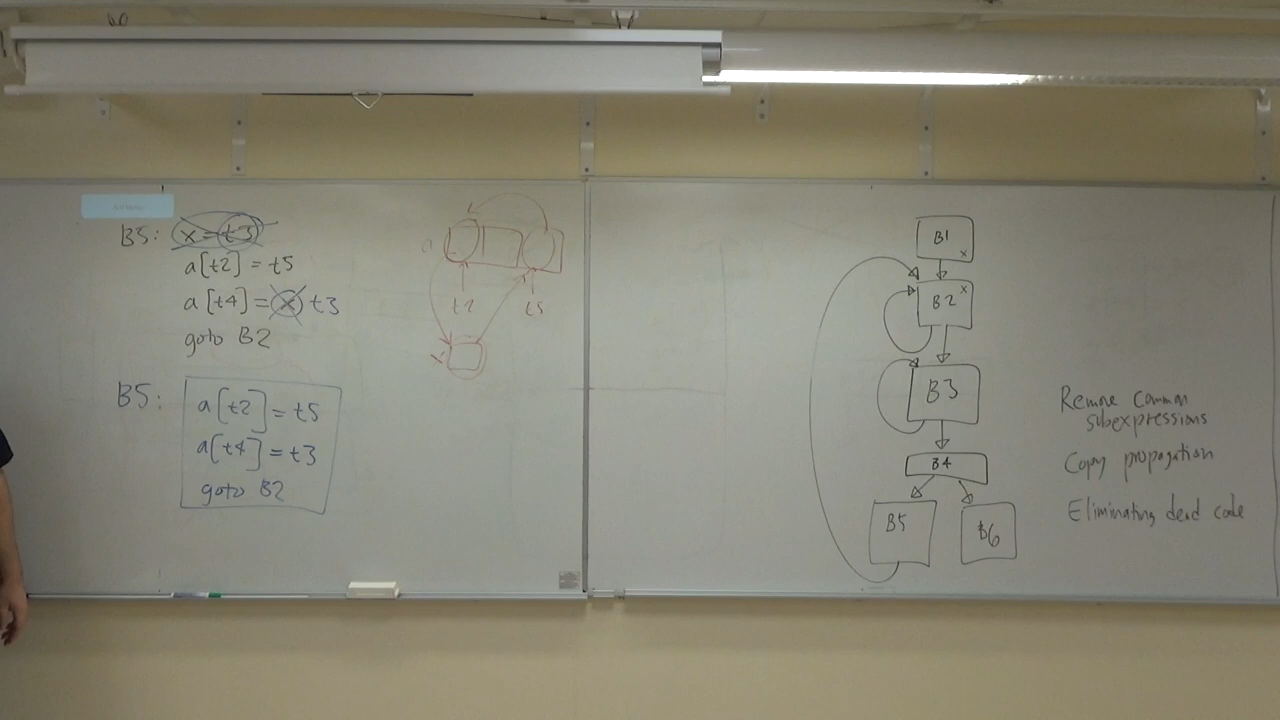 B5: x = t3
a[t2] = t5
a[t4] = x t3
goto B2
B5:
a[t2] = t5
a[t4] = t3
goto B2
t2
t5
B1
x
B2
x
B3
B4
B5
B6
Remove common
subexpressions
Copy propagation
Eliminating dead code